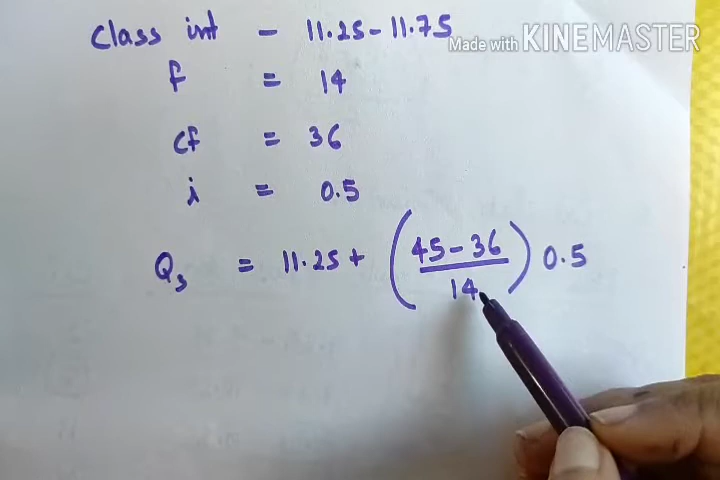 Class int - 11.25-11.75
Made with KINEMASTER
f = 14
cf = 36
i = 0.5
Q3 = 11.25 + (45-36/14) 0.5